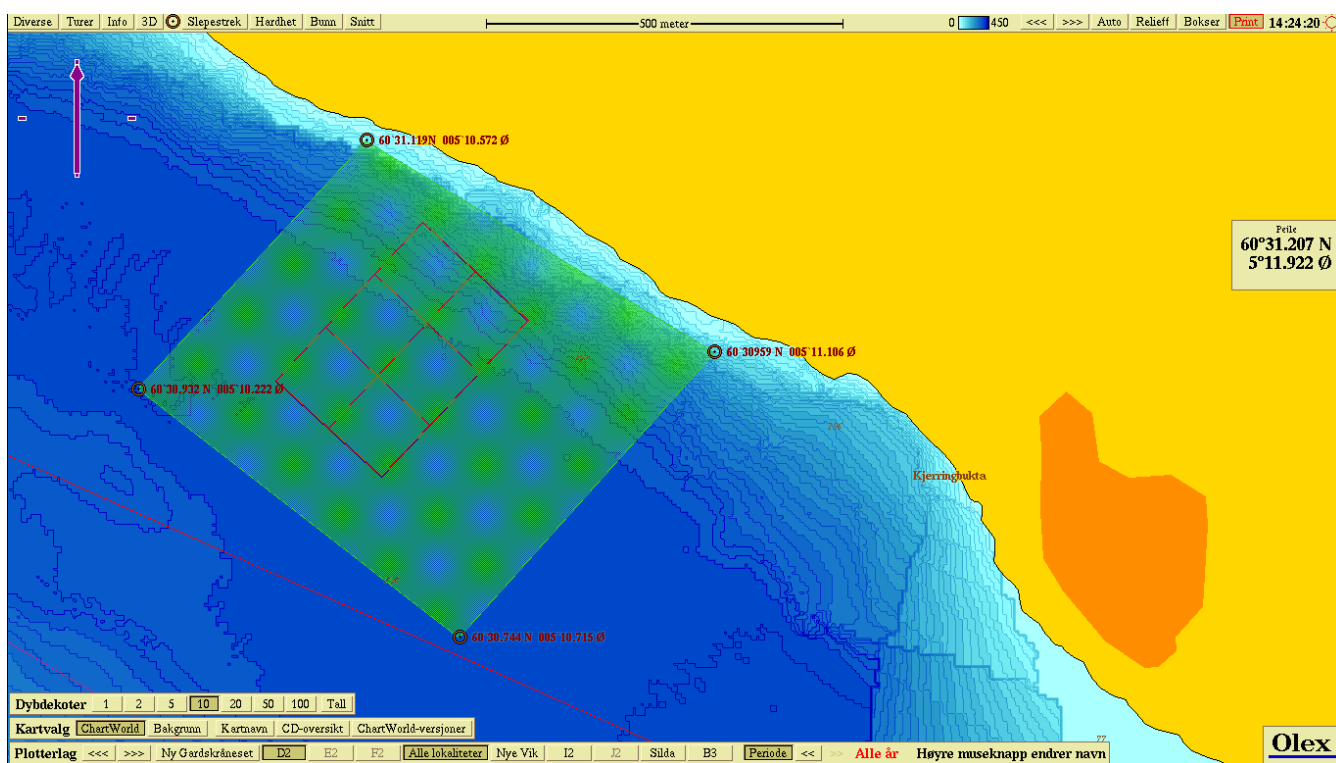 Diverse Turer Info 3D Slepestrek Hardhet Bunn Snitt 500 meter 0 450 <<< >>> Auto Relieff Bokser Print 14:24:20
60˚31.119N 005˚10.572 Ø
Peile
60°31.207 N
5°11.922 Ø
60˚30959 N 005˚11.106 Ø
60˚30.932 N 005˚10.222 Ø
Kjerringbukta
60˚30.744 N 005˚10.715 Ø
Dybdekoter 1 2 5 10 20 50 100 Tall
Kartvalg ChartWorld Bakgrunn Kartnavn CD-oversikt ChartWorld-versjoner
77
Plotterlag <<< >>> Ny Gardskråneset D2 E2 F2 Alle lokaliteter Nye Vik I2 J2 Silda B3 Periode << >> Alle år Høyre museknapp endrer navn
Olex